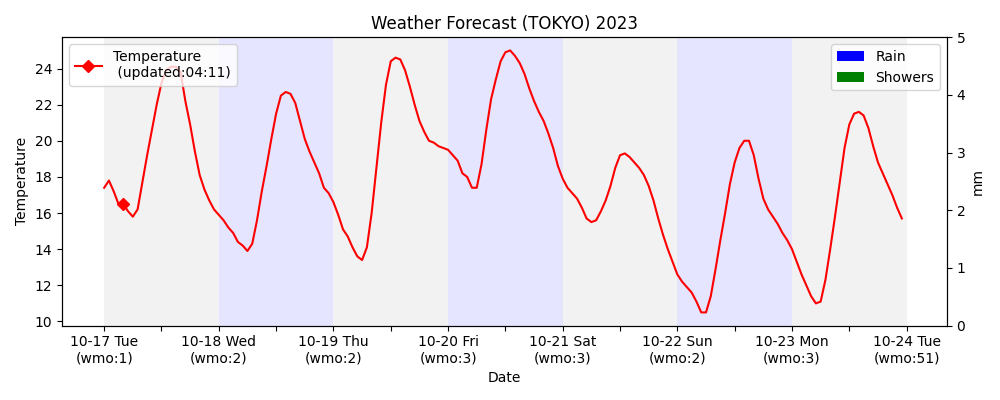 Weather Forecast (TOKYO) 2023
Temperature
(updated:04:11)
Rain
Showers
Temperature
24
22
20
18
16
14
12
10
5
4
3
2
1
0
mm
10-17 Tue
(wmo:1)
10-18 Wed
(wmo:2)
10-19 Thu
(wmo:2)
10-20 Fri
(wmo:3)
10-21 Sat
(wmo:3)
10-22 Sun
(wmo:2)
10-23 Mon
(wmo:3)
10-24 Tue
(wmo:51)
Date